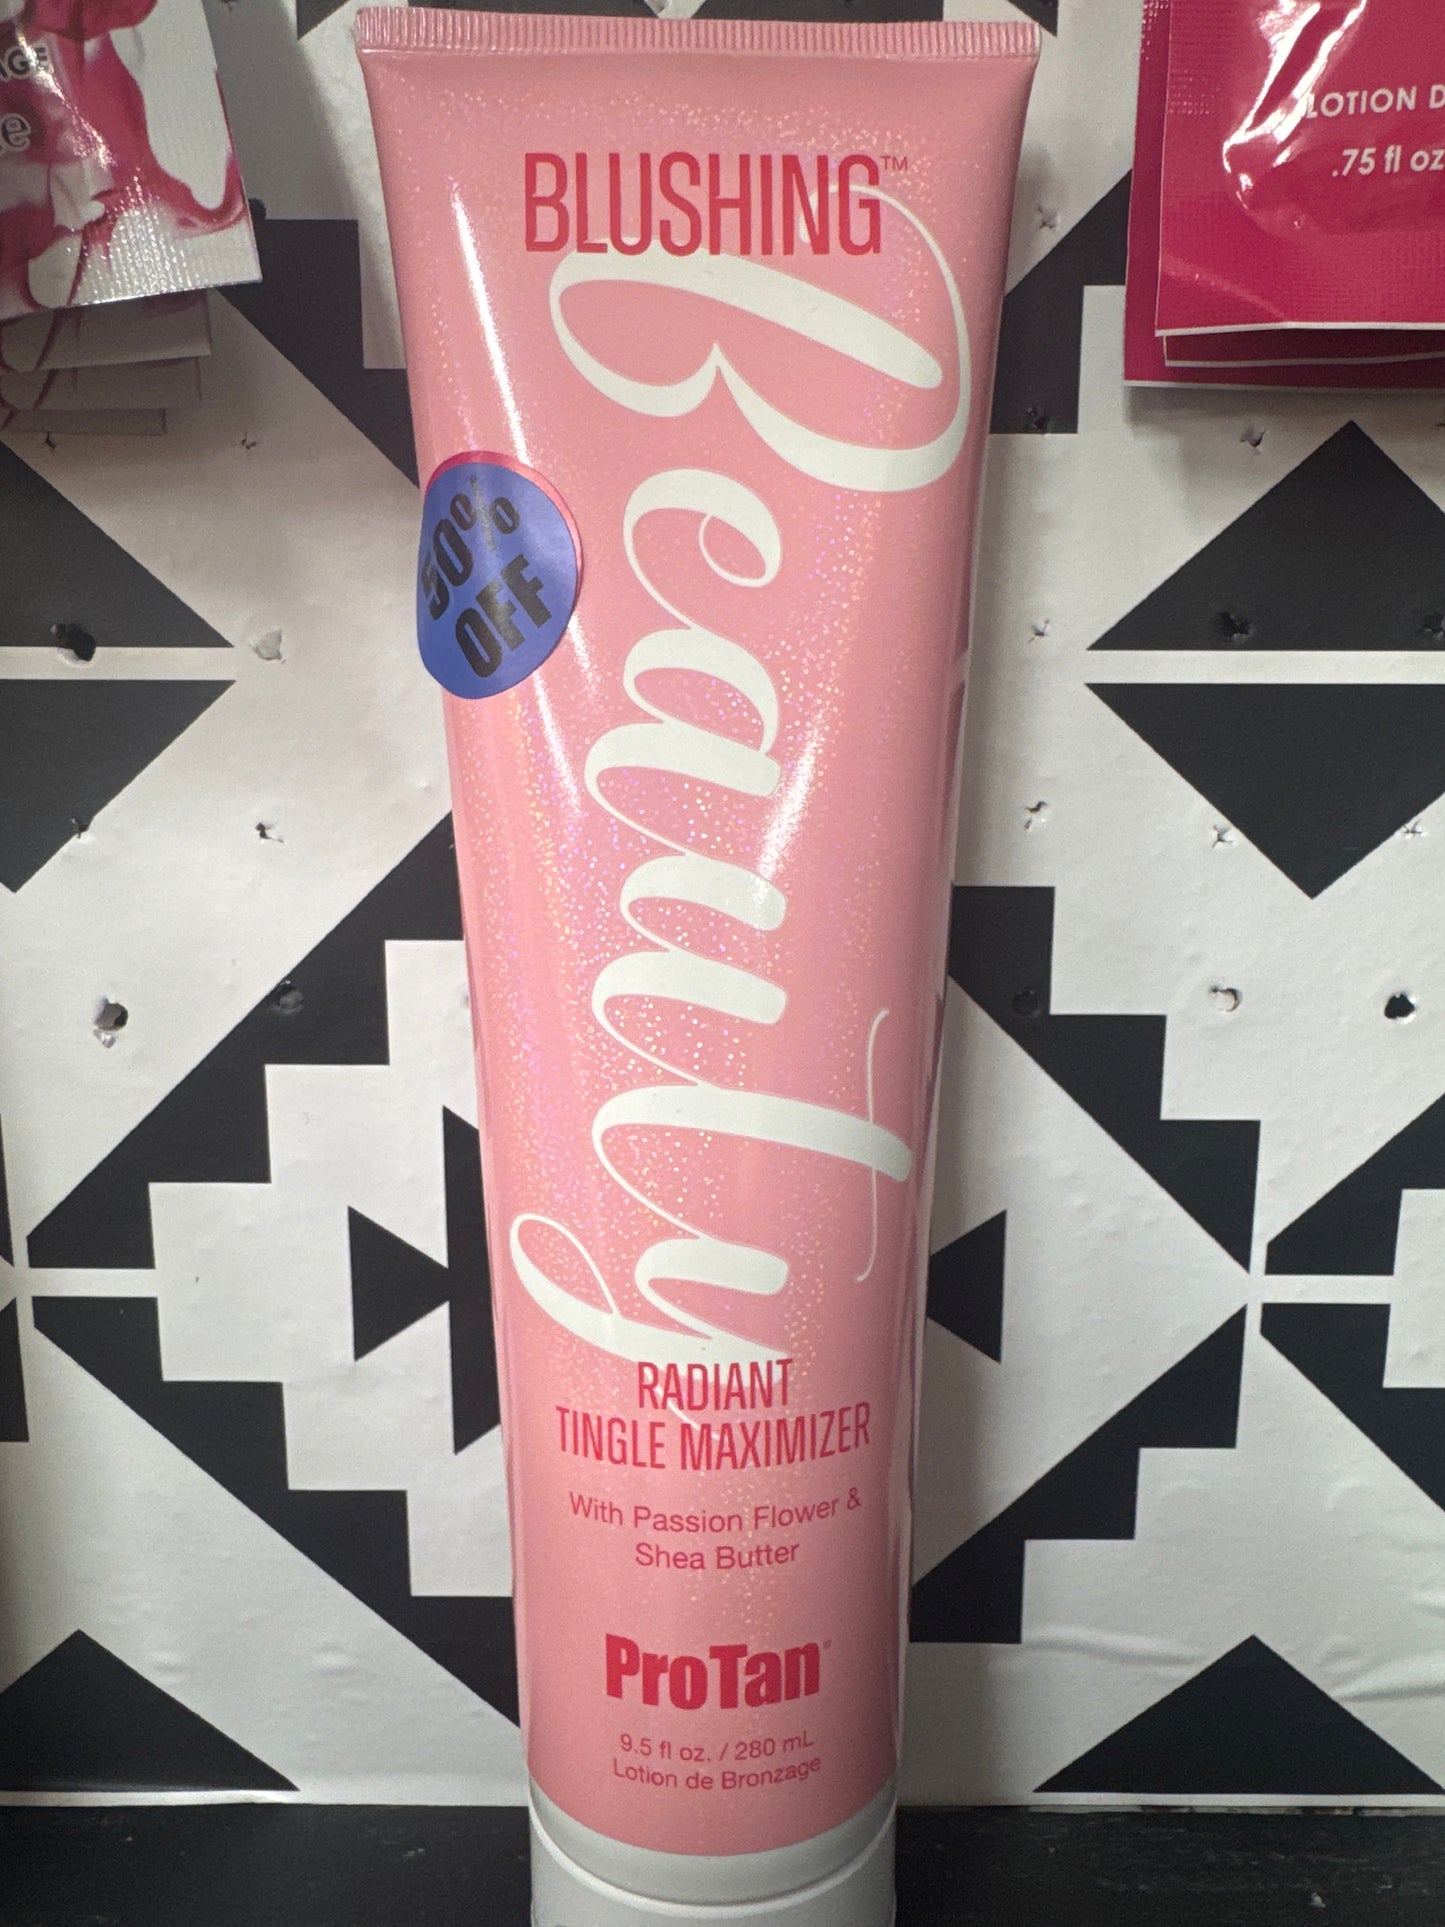 LOTION D
.75 fl oz
BLUSHING™
Beauty
50%
OFF
RADIANT
TINGLE MAXIMIZER
With Passion Flower &
Shea Butter
ProTan®
9.5 fl oz. / 280 mL
Lotion de Bronzage